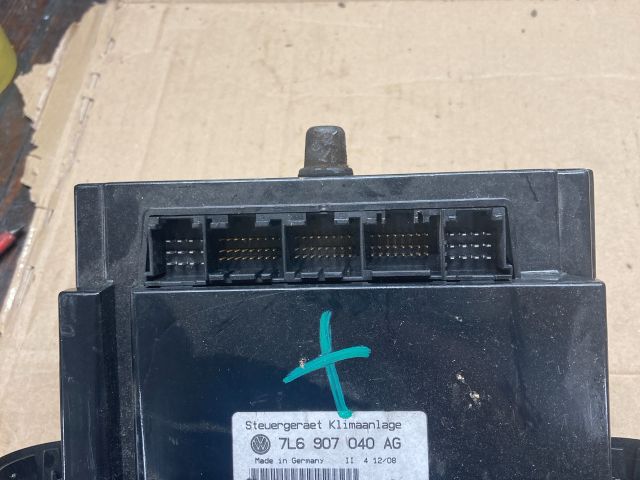 Steuergeraet Klimaanlage
7L6 907 040 AG
Made in Germany II 4 12/08